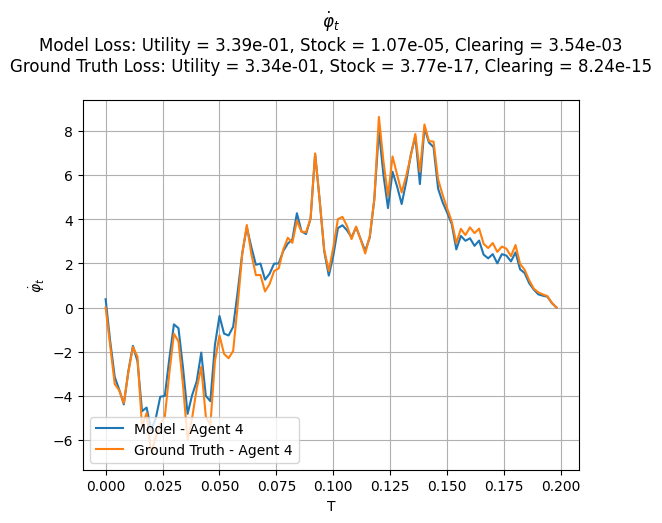 φ̇ₜ
Model Loss: Utility = 3.39e-01, Stock = 1.07e-05, Clearing = 3.54e-03
Ground Truth Loss: Utility = 3.34e-01, Stock = 3.77e-17, Clearing = 8.24e-15
8
6
4
2
0
−2
−4
−6
φ̇ₜ
Model - Agent 4
Ground Truth - Agent 4
0.000 0.025 0.050 0.075 0.100 0.125 0.150 0.175 0.200
T